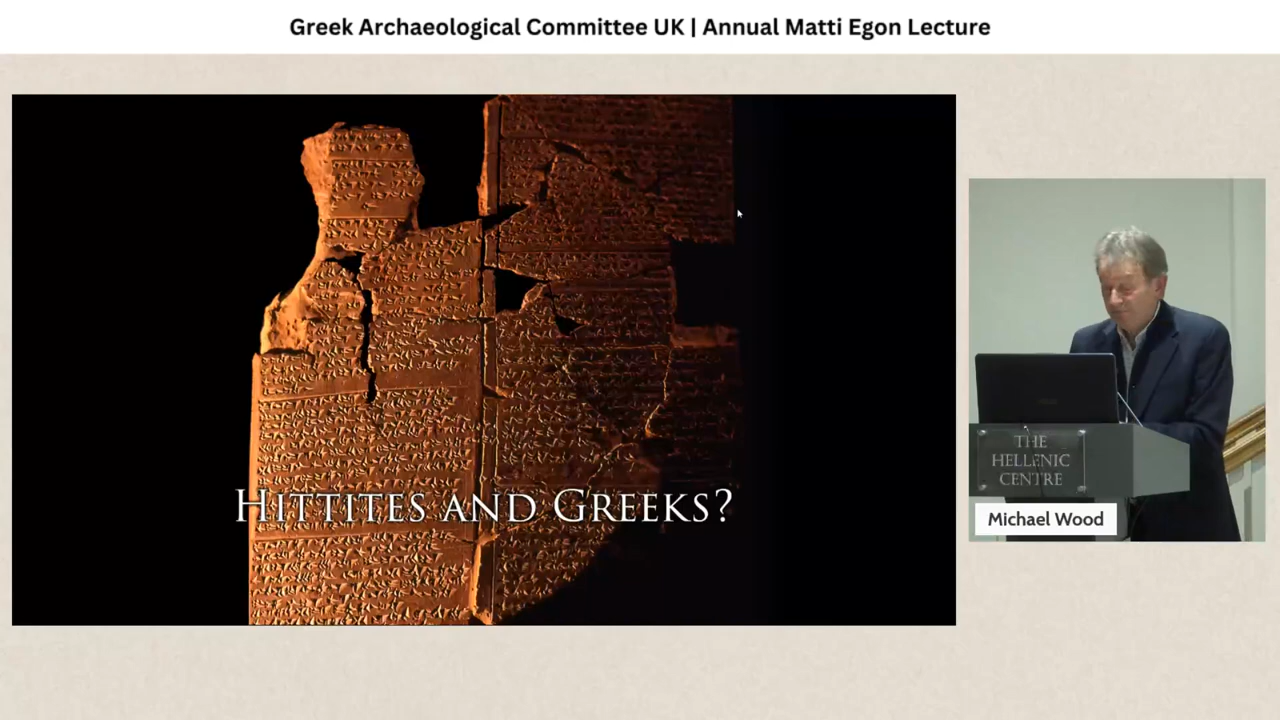 Greek Archaeological Committee UK | Annual Matti Egon Lecture
HITTITES AND GREEKS?
THE
HELLENIC
CENTRE
Michael Wood